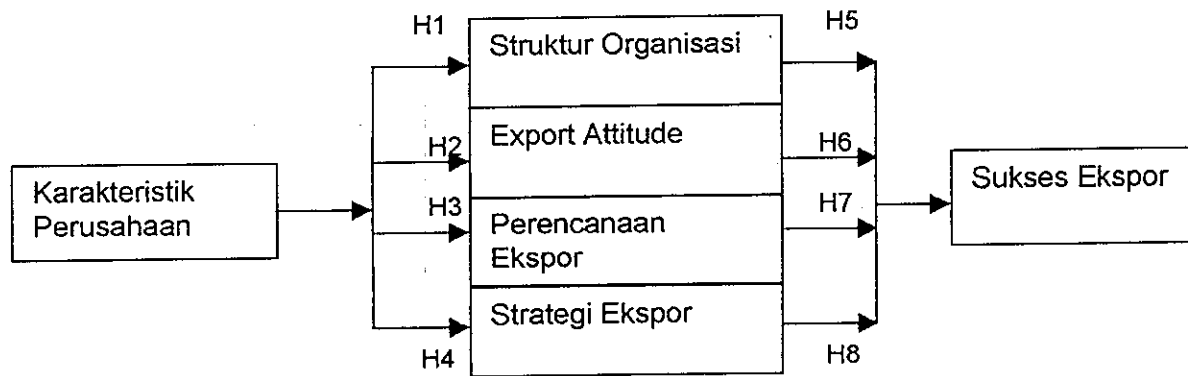 H1
Struktur Organisasi
H5
H2
Export Attitude
H6
Karakteristik
Perusahaan
H3
Perencanaan
Ekspor
H7
Sukses Ekspor
Strategi Ekspor
H4
H8